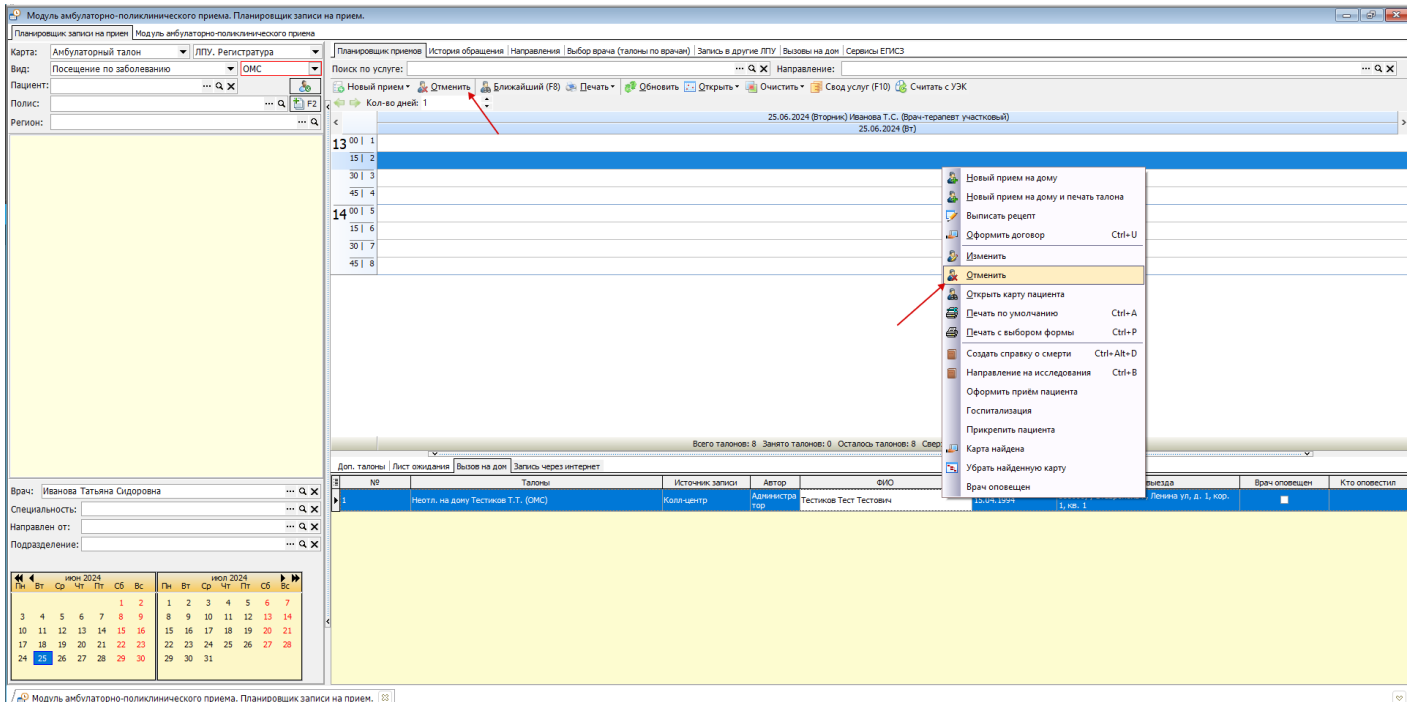 Модуль амбулаторно-поликлинического приема. Планировщик записи на прием.
Планировщик записи на прием Модуль амбулаторно-поликлинического приема
Карта: Амбулаторный талон ЛПУ. Регистратура
Вид: Посещение по заболеванию ОМС
Пациент:
Полис: F2
Регион:
Планировщик приемов История обращения Направления Выбор врача (талоны по врачам) Запись в другие ЛПУ Вызовы на дом Сервисы ЕГИСЗ
Поиск по услуге: Направление:
Новый прием Отменить Ближайший (F8) Печать Обновить Открыть Очистить Свод услуг (F10) Считать с УЭК
Кол-во дней: 1
25.06.2024 (Вторник) Иванова Т.С. (Врач-терапевт участковый)
25.06.2024 (Вт)
13 00 | 1
15 | 2
30 | 3
45 | 4
14 00 | 5
15 | 6
30 | 7
45 | 8
Новый прием на дому
Новый прием на дому и печать талона
Выписать рецепт
Оформить договор Ctrl+U
Изменить
Отменить
Открыть карту пациента
Печать по умолчанию Ctrl+A
Печать с выбором формы Ctrl+P
Создать справку о смерти Ctrl+Alt+D
Направление на исследования Ctrl+B
Оформить приём пациента
Госпитализация
Прикрепить пациента
Карта найдена
Убрать найденную карту
Врач оповещен
Всего талонов: 8 Занято талонов: 0 Осталось талонов: 8
Доп. талоны Лист ожидания Вызов на дом Запись через интернет
№ Талоны Источник записи Автор ФИО Врач оповещен Кто оповестил
1 Неотл. на дому Тестиков Т.Т. (ОМС) Колл-центр Администратор Тестиков Тест Тестович 15.04.1994 Ленина ул, д. 1, кор. 1, кв. 1
Врач: Иванова Татьяна Сидоровна
Специальность:
Направлен от:
Подразделение:
июн 2024 июл 2024
Пн Вт Ср Чт Пт Сб Вс Пн Вт Ср Чт Пт Сб Вс
1 2 1 2 3 4 5 6 7
3 4 5 6 7 8 9 8 9 10 11 12 13 14
10 11 12 13 14 15 16 15 16 17 18 19 20 21
17 18 19 20 21 22 23 22 23 24 25 26 27 28
24 25 26 27 28 29 30 29 30 31
Модуль амбулаторно-поликлинического приема. Планировщик записи на прием.